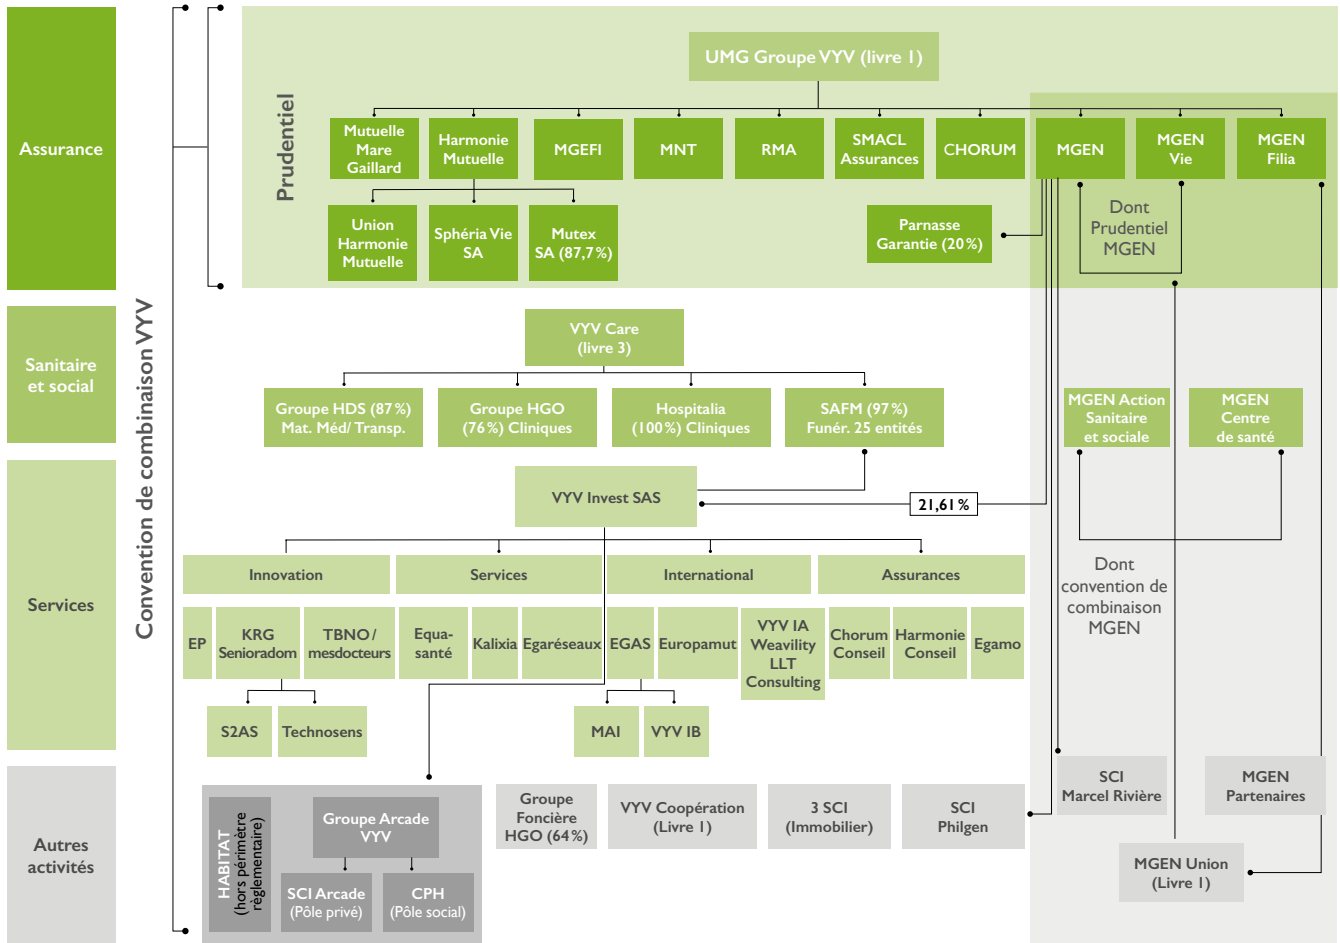 Assurance
Sanitaire
et social
Services
Autres
activités
Convention de combinaison VYV
Prudentiel
UMG Groupe VYV (livre 1)
Mutuelle
Mare
Gaillard
Harmonie
Mutuelle
MGEFI
MNT
RMA
SMACL
Assurances
CHORUM
MGEN
MGEN
Vie
MGEN
Filia
Union
Harmonie
Mutuelle
Sphéria Vie
SA
Mutex
SA (87,7%)
Parnasse
Garantie (20%)
Dont
Prudentiel
MGEN
VYV Care
(livre 3)
Groupe HDS (87%)
Mat. Méd/ Transp.
Groupe HGO
(76%) Cliniques
Hospitalia
(100%) Cliniques
SAFM (97%)
Funér. 25 entités
MGEN Action
Sanitaire
et sociale
MGEN
Centre
de santé
VYV Invest SAS
21,61%
Innovation
Services
International
Assurances
Dont
convention de
combinaison
MGEN
EP
KRG
Senioradom
TBNO /
mesdocteurs
Equa-
santé
Kalixia
Egaréseaux
EGAS
Europamut
VYV IA
Weavility
LLT
Consulting
Chorum
Conseil
Harmonie
Conseil
Egamo
S2AS
Technosens
MAI
VYV IB
HABITAT
(hors périmètre
règlementaire)
Groupe Arcade
VYV
SCI Arcade
(Pôle privé)
CPH
(Pôle social)
Groupe
Foncière
HGO (64%)
VYV Coopération
(Livre 1)
3 SCI
(Immobilier)
SCI
Philgen
SCI
Marcel Rivière
MGEN
Partenaires
MGEN Union
(Livre 1)